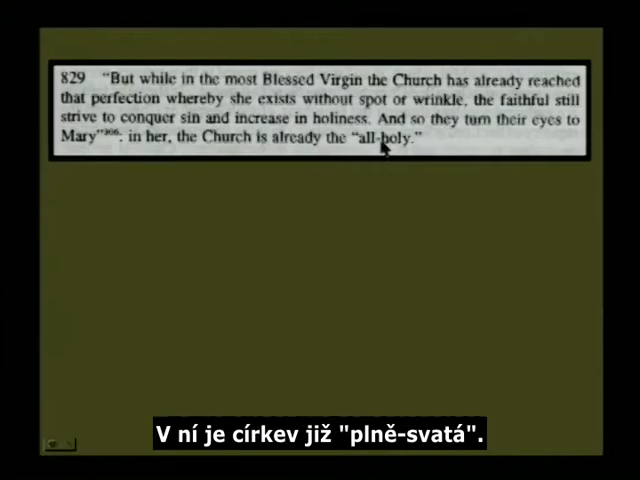 829 "But while in the most Blessed Virgin the Church has already reached
that perfection whereby she exists without spot or wrinkle, the faithful still
strive to conquer sin and increase in holiness. And so they turn their eyes to
Mary"³⁰⁶. in her, the Church is already the "all-holy."
V ní je církev již "plně-svatá".